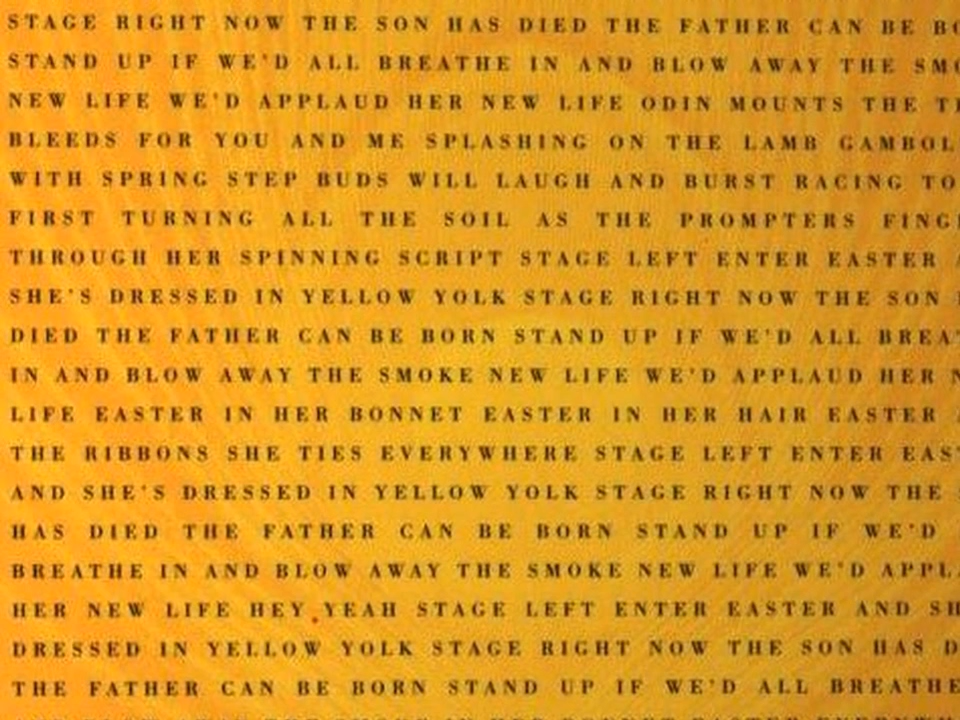 STAGE RIGHT NOW THE SON HAS DIED THE FATHER CAN BE
STAND UP IF WE'D ALL BREATHE IN AND BLOW AWAY THE
NEW LIFE WE'D APPLAUD HER NEW LIFE ODIN MOUNTS THE
BLEEDS FOR YOU AND ME SPLASHING ON THE LAMB GAMBOL
WITH SPRING STEP BUDS WILL LAUGH AND BURST RACING TO
FIRST TURNING ALL THE SOIL AS THE PROMPTERS
THROUGH HER SPINNING SCRIPT STAGE LEFT ENTER EASTER
SHE'S DRESSED IN YELLOW YOLK STAGE RIGHT NOW THE SON
DIED THE FATHER CAN BE BORN STAND UP IF WE'D ALL
IN AND BLOW AWAY THE SMOKE NEW LIFE WE'D APPLAUD HER
LIFE EASTER IN HER BONNET EASTER IN HER HAIR EASTER
THE RIBBONS SHE TIES EVERYWHERE STAGE LEFT ENTER
AND SHE'S DRESSED IN YELLOW YOLK STAGE RIGHT NOW THE
HAS DIED THE FATHER CAN BE BORN STAND UP IF WE'D
BREATHE IN AND BLOW AWAY THE SMOKE NEW LIFE WE'D
HER NEW LIFE HEY YEAH STAGE LEFT ENTER EASTER AND
DRESSED IN YELLOW YOLK STAGE RIGHT NOW THE SON HAS
THE FATHER CAN BE BORN STAND UP IF WE'D ALL BREATHE